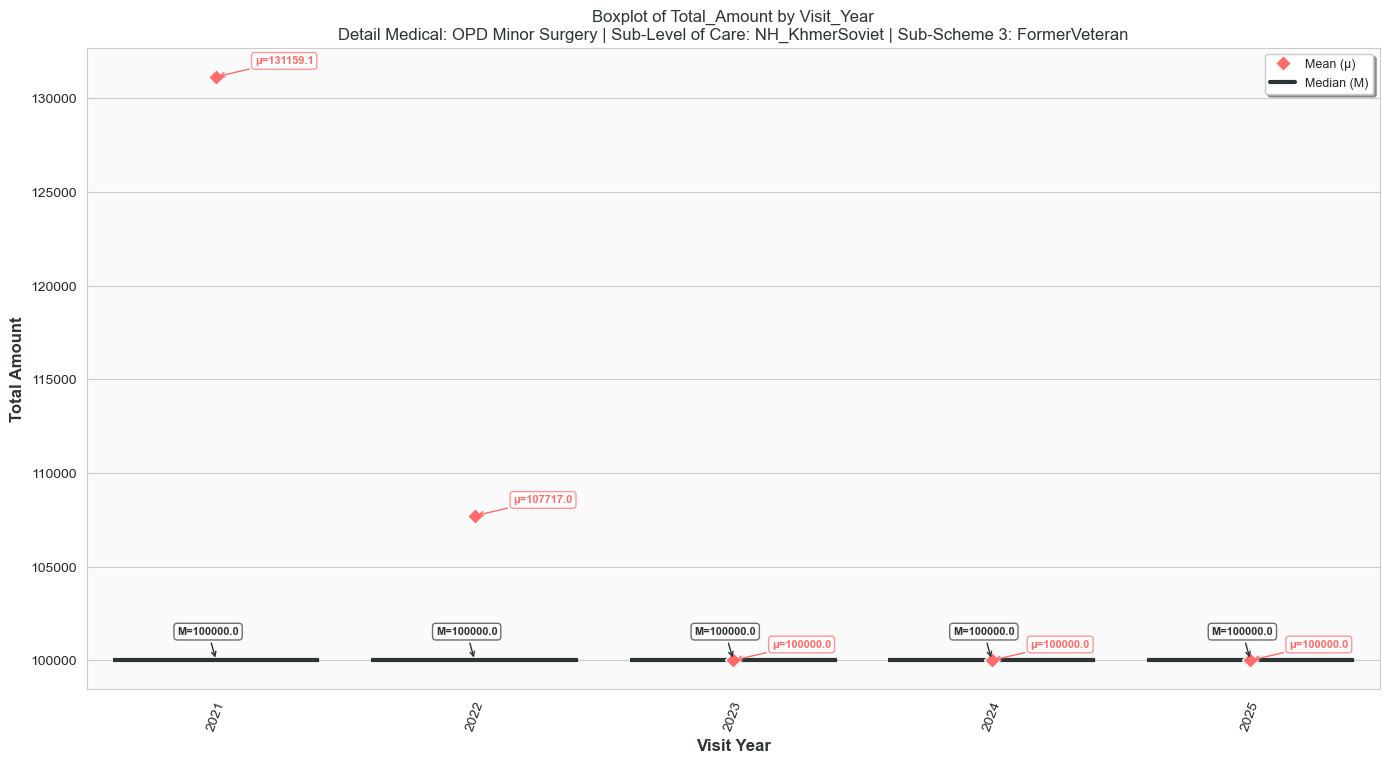 Boxplot of Total_Amount by Visit_Year
Detail Medical: OPD Minor Surgery | Sub-Level of Care: NH_KhmerSoviet | Sub-Scheme 3: FormerVeteran
μ=131159.1
Mean (μ)
Median (M)
130000
125000
120000
115000
110000
105000
100000
Total Amount
μ=107717.0
M=100000.0
M=100000.0
M=100000.0
μ=100000.0
M=100000.0
μ=100000.0
M=100000.0
μ=100000.0
2021
2022
2023
2024
2025
Visit Year